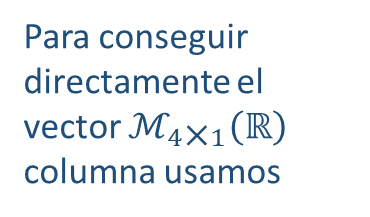 Para conseguir
directamente el
vector ℳ₄ₓ₁(ℝ)
columna usamos